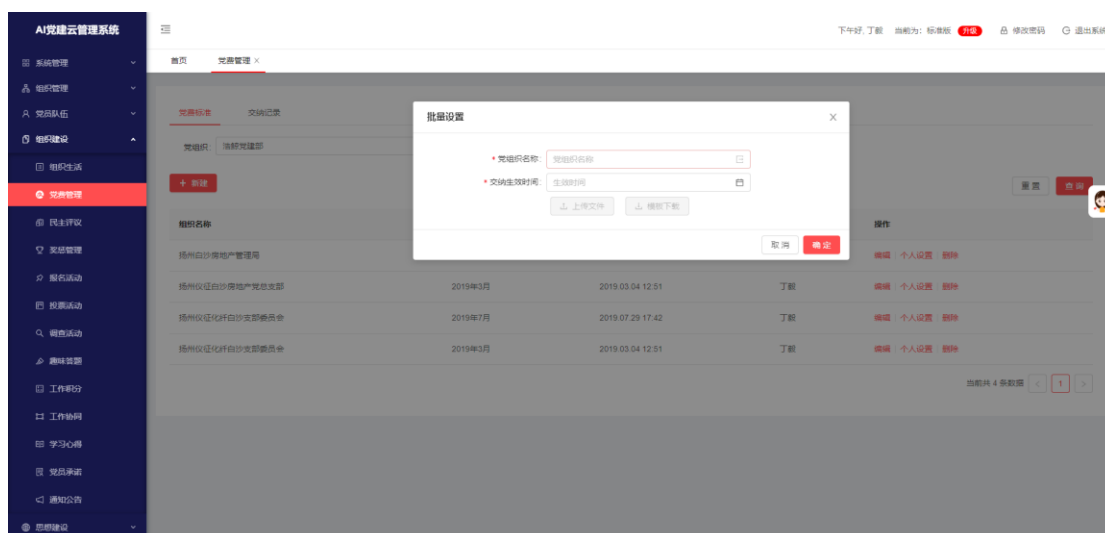 AI党建云管理系统
下午好, 丁毅 当前为: 标准版 升级 修改密码 退出系统
系统管理
首页 党费管理 ×
组织管理
党员队伍
党费标准 交纳记录
批量设置 ×
组织建设
党组织:
* 党组织名称: 党组织名称
组织生活
* 交纳生效时间: 生效时间
党费管理
+ 新建
重置 查询
上传文件 模板下载
民主评议
组织名称
操作
取消 确定
奖惩管理
扬州白沙房地产管理局
编辑 个人设置 删除
报名活动
扬州仪征白沙房地产党总支部 2019年3月 2019.03.04 12:51 丁毅 编辑 个人设置 删除
投票活动
扬州仪征化纤白沙支部委员会 2019年7月 2019.07.29 17:42 丁毅 编辑 个人设置 删除
调查活动
扬州仪征化纤白沙支部委员会 2019年3月 2019.03.04 12:51 丁毅 编辑 个人设置 删除
趣味答题
工作积分
当前共 4 条数据 < 1 >
工作协同
学习心得
党员承诺
通知公告
思想建设